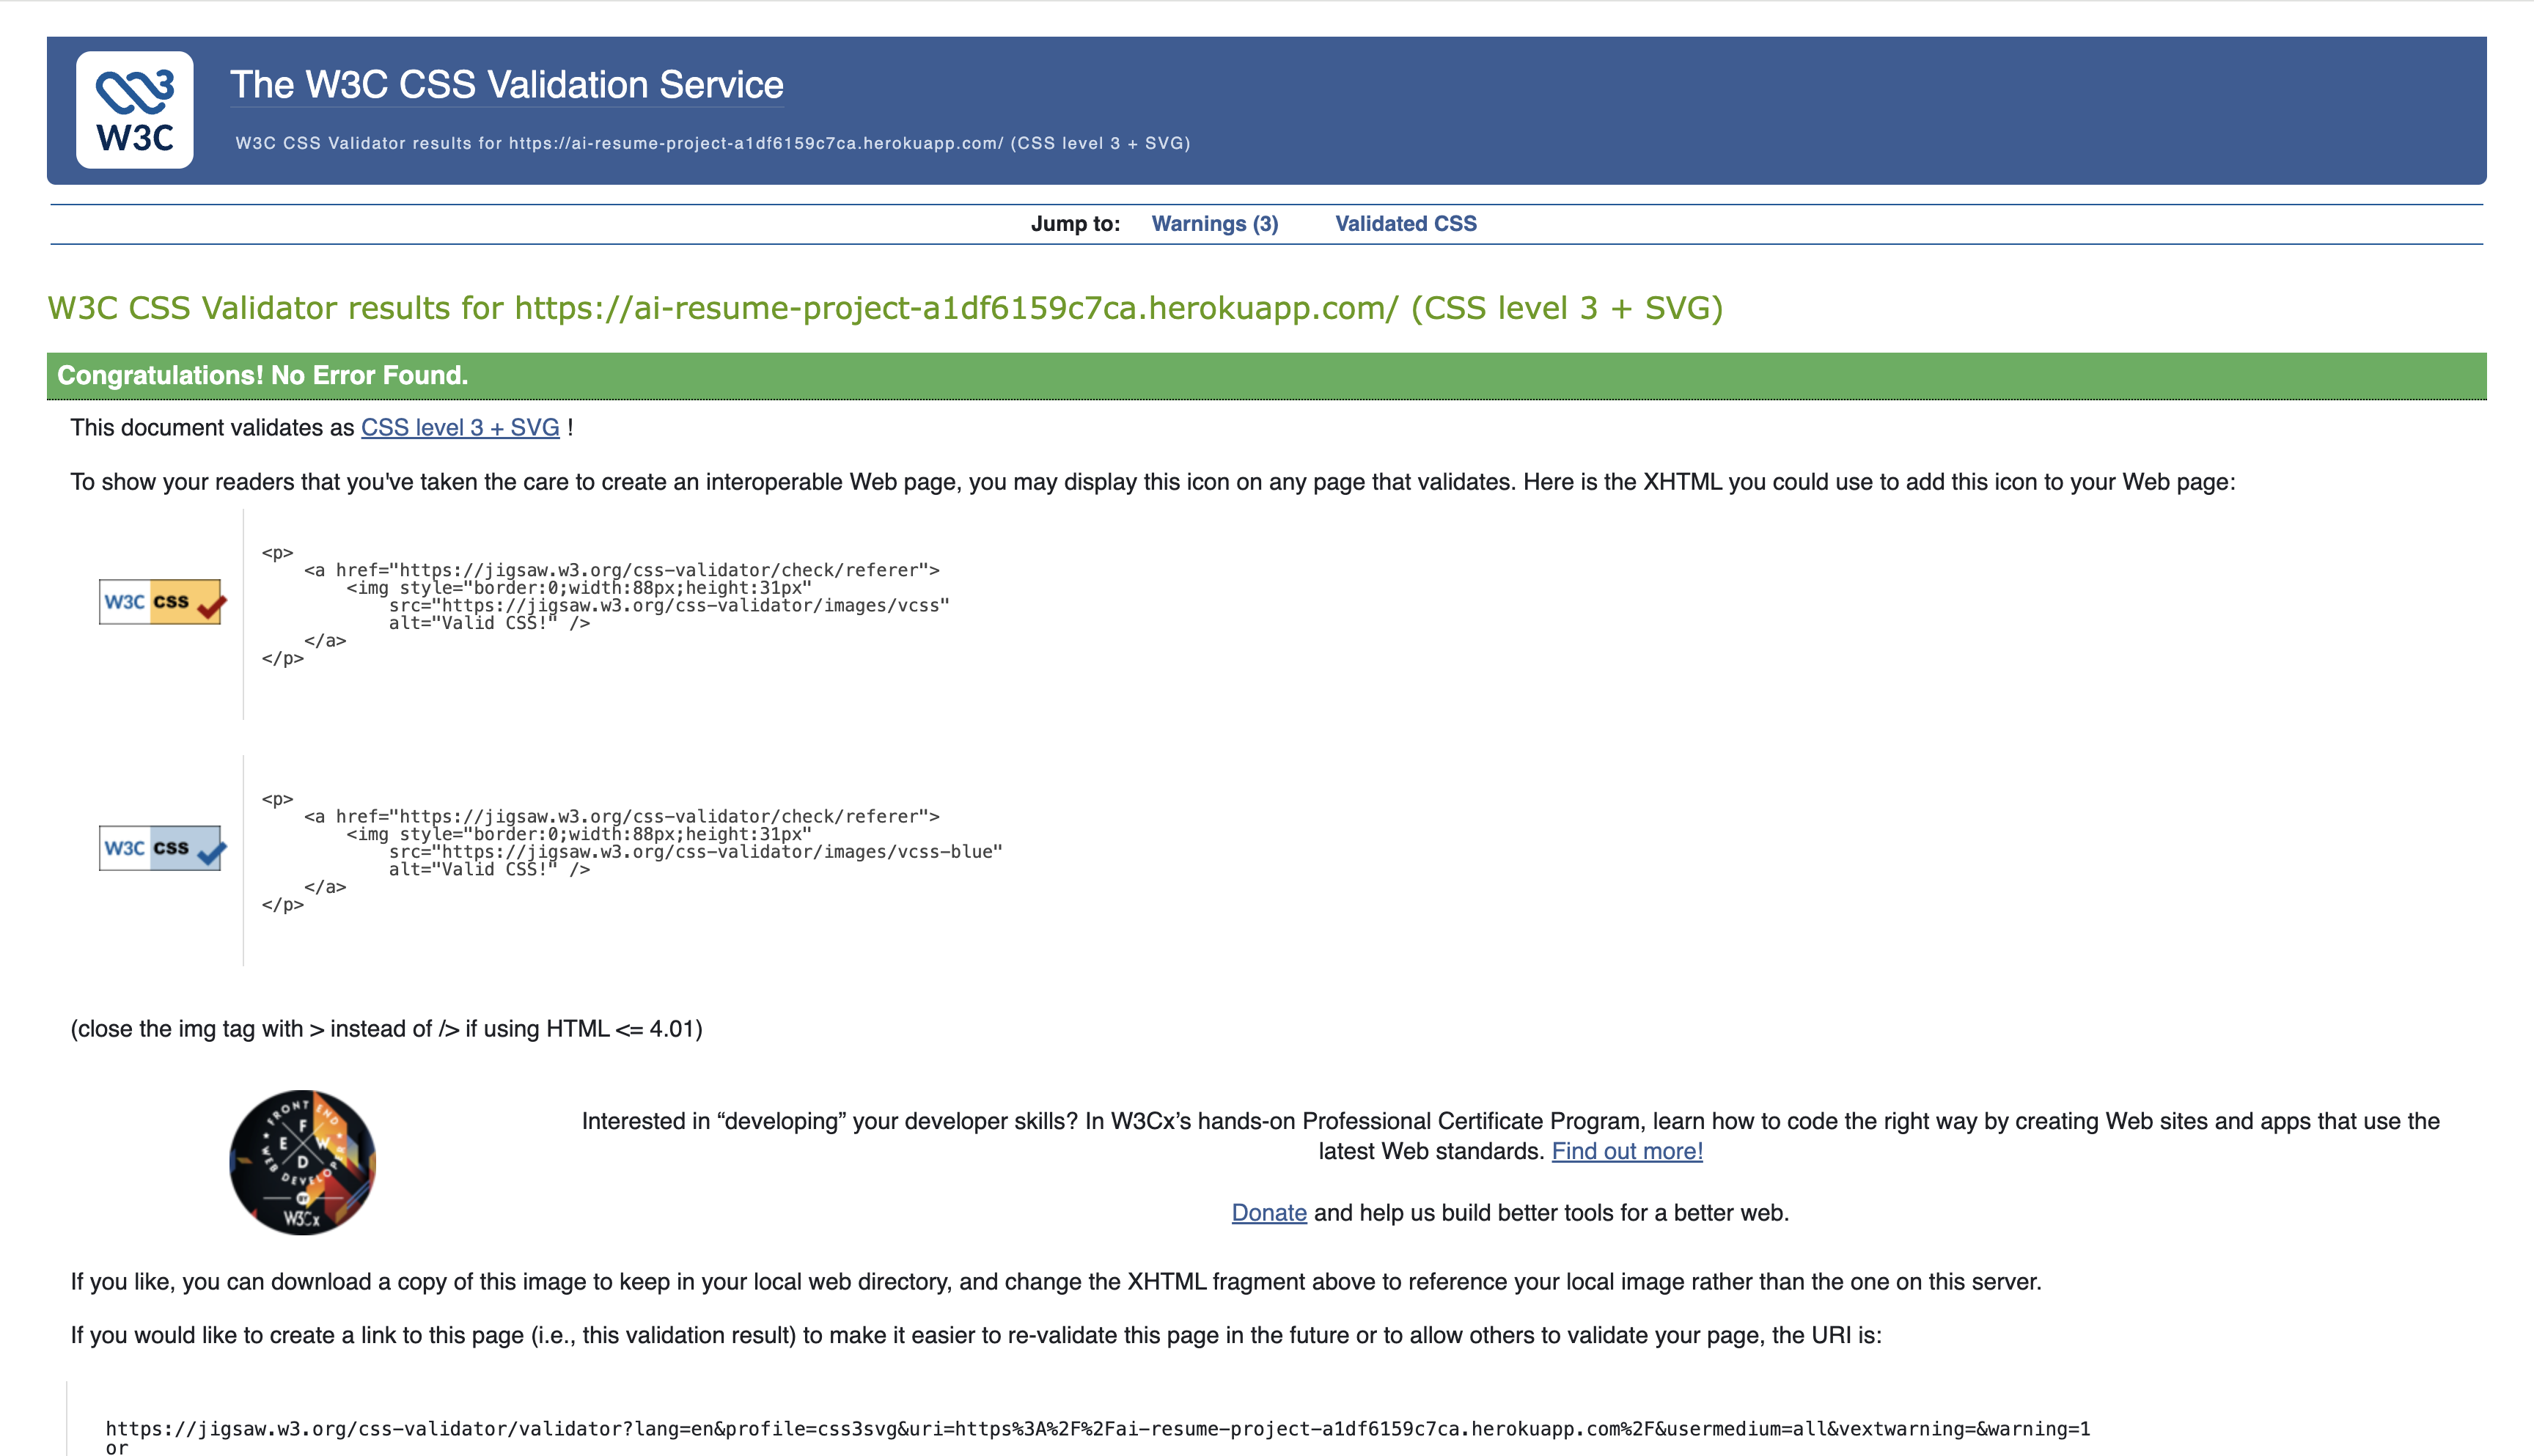 W3C
The W3C CSS Validation Service
W3C CSS Validator results for https://ai-resume-project-a1df6159c7ca.herokuapp.com/ (CSS level 3 + SVG)
Jump to: Warnings (3) Validated CSS
W3C CSS Validator results for https://ai-resume-project-a1df6159c7ca.herokuapp.com/ (CSS level 3 + SVG)
Congratulations! No Error Found.
This document validates as CSS level 3 + SVG !
To show your readers that you've taken the care to create an interoperable Web page, you may display this icon on any page that validates. Here is the XHTML you could use to add this icon to your Web page:
W3C css
<p>
<a href="https://jigsaw.w3.org/css-validator/check/referer">
<img style="border:0;width:88px;height:31px"
src="https://jigsaw.w3.org/css-validator/images/vcss"
alt="Valid CSS!" />
</a>
</p>
W3C css
<p>
<a href="https://jigsaw.w3.org/css-validator/check/referer">
<img style="border:0;width:88px;height:31px"
src="https://jigsaw.w3.org/css-validator/images/vcss-blue"
alt="Valid CSS!" />
</a>
</p>
(close the img tag with > instead of /> if using HTML <= 4.01)
FRONT END
WEB DEVELOPER
F E W D
BY
W3Cx
Interested in “developing” your developer skills? In W3Cx’s hands-on Professional Certificate Program, learn how to code the right way by creating Web sites and apps that use the
latest Web standards. Find out more!
Donate and help us build better tools for a better web.
If you like, you can download a copy of this image to keep in your local web directory, and change the XHTML fragment above to reference your local image rather than the one on this server.
If you would like to create a link to this page (i.e., this validation result) to make it easier to re-validate this page in the future or to allow others to validate your page, the URI is:
https://jigsaw.w3.org/css-validator/validator?lang=en&profile=css3svg&uri=https%3A%2F%2Fai-resume-project-a1df6159c7ca.herokuapp.com%2F&usermedium=all&vextwarning=&warning=1
or